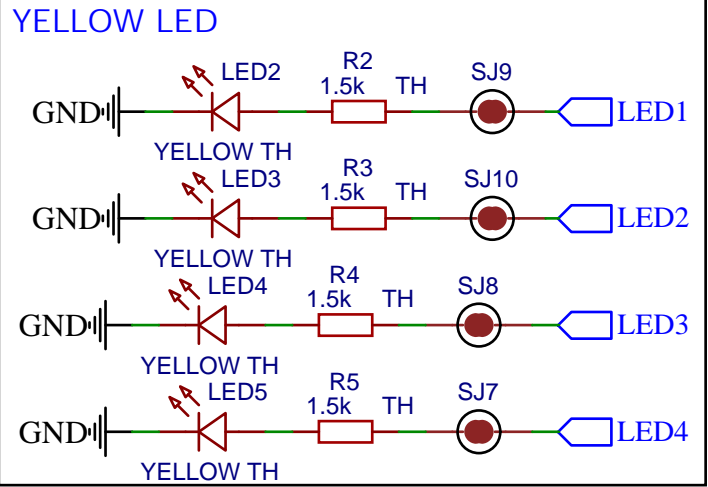 YELLOW LED
R2
LED2 1.5k TH SJ9
GND LED1
YELLOW TH
R3
LED3 1.5k TH SJ10
GND LED2
YELLOW TH
R4
LED4 1.5k TH SJ8
GND LED3
YELLOW TH
R5
LED5 1.5k TH SJ7
GND LED4
YELLOW TH